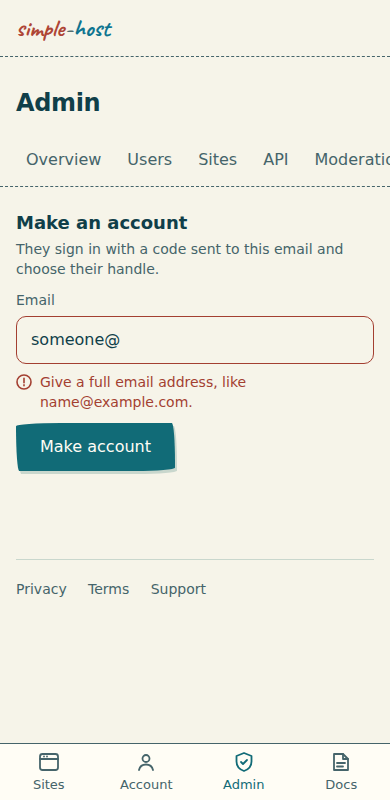 simple-host
Admin
Overview Users Sites API Moderatio
Make an account
They sign in with a code sent to this email and
choose their handle.
Email
someone@
Give a full email address, like
name@example.com.
Make account
Privacy Terms Support
Sites Account Admin Docs